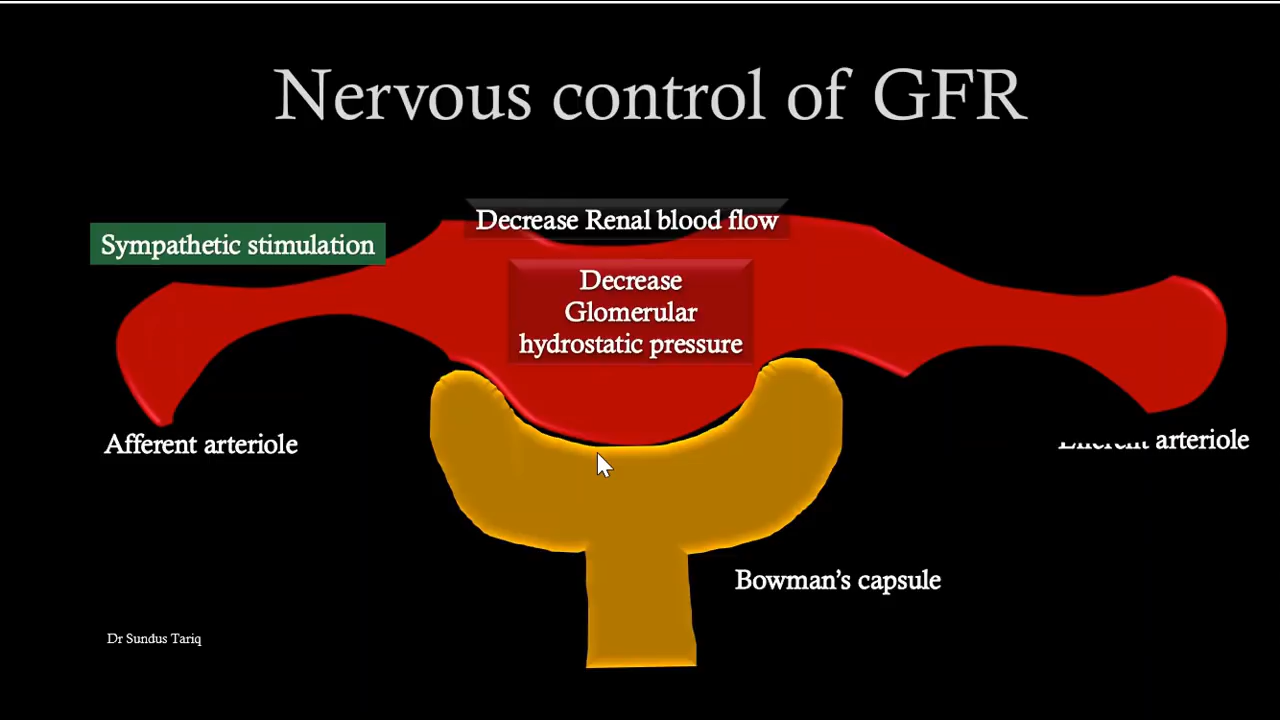 Nervous control of GFR
Decrease Renal blood flow
Sympathetic stimulation
Decrease
Glomerular
hydrostatic pressure
Afferent arteriole
arteriole
Bowman's capsule
Dr Sundus Tariq